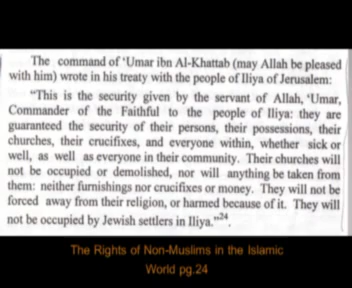 The command of 'Umar ibn Al-Khattab (may Allah be pleased
with him) wrote in his treaty with the people of Iliya of Jerusalem:
"This is the security given by the servant of Allah, 'Umar,
Commander of the Faithful to the people of Iliya: they are
guaranteed the security of their persons, their possessions, their
churches, their crucifixes, and everyone within, whether sick or
well, as well as everyone in their community. Their churches will
not be occupied or demolished, nor will anything be taken from
them: neither furnishings nor crucifixes or money. They will not be
forced away from their religion, or harmed because of it. They will
not be occupied by Jewish settlers in Iliya."24.
The Rights of Non-Muslims in the Islamic
World pg.24